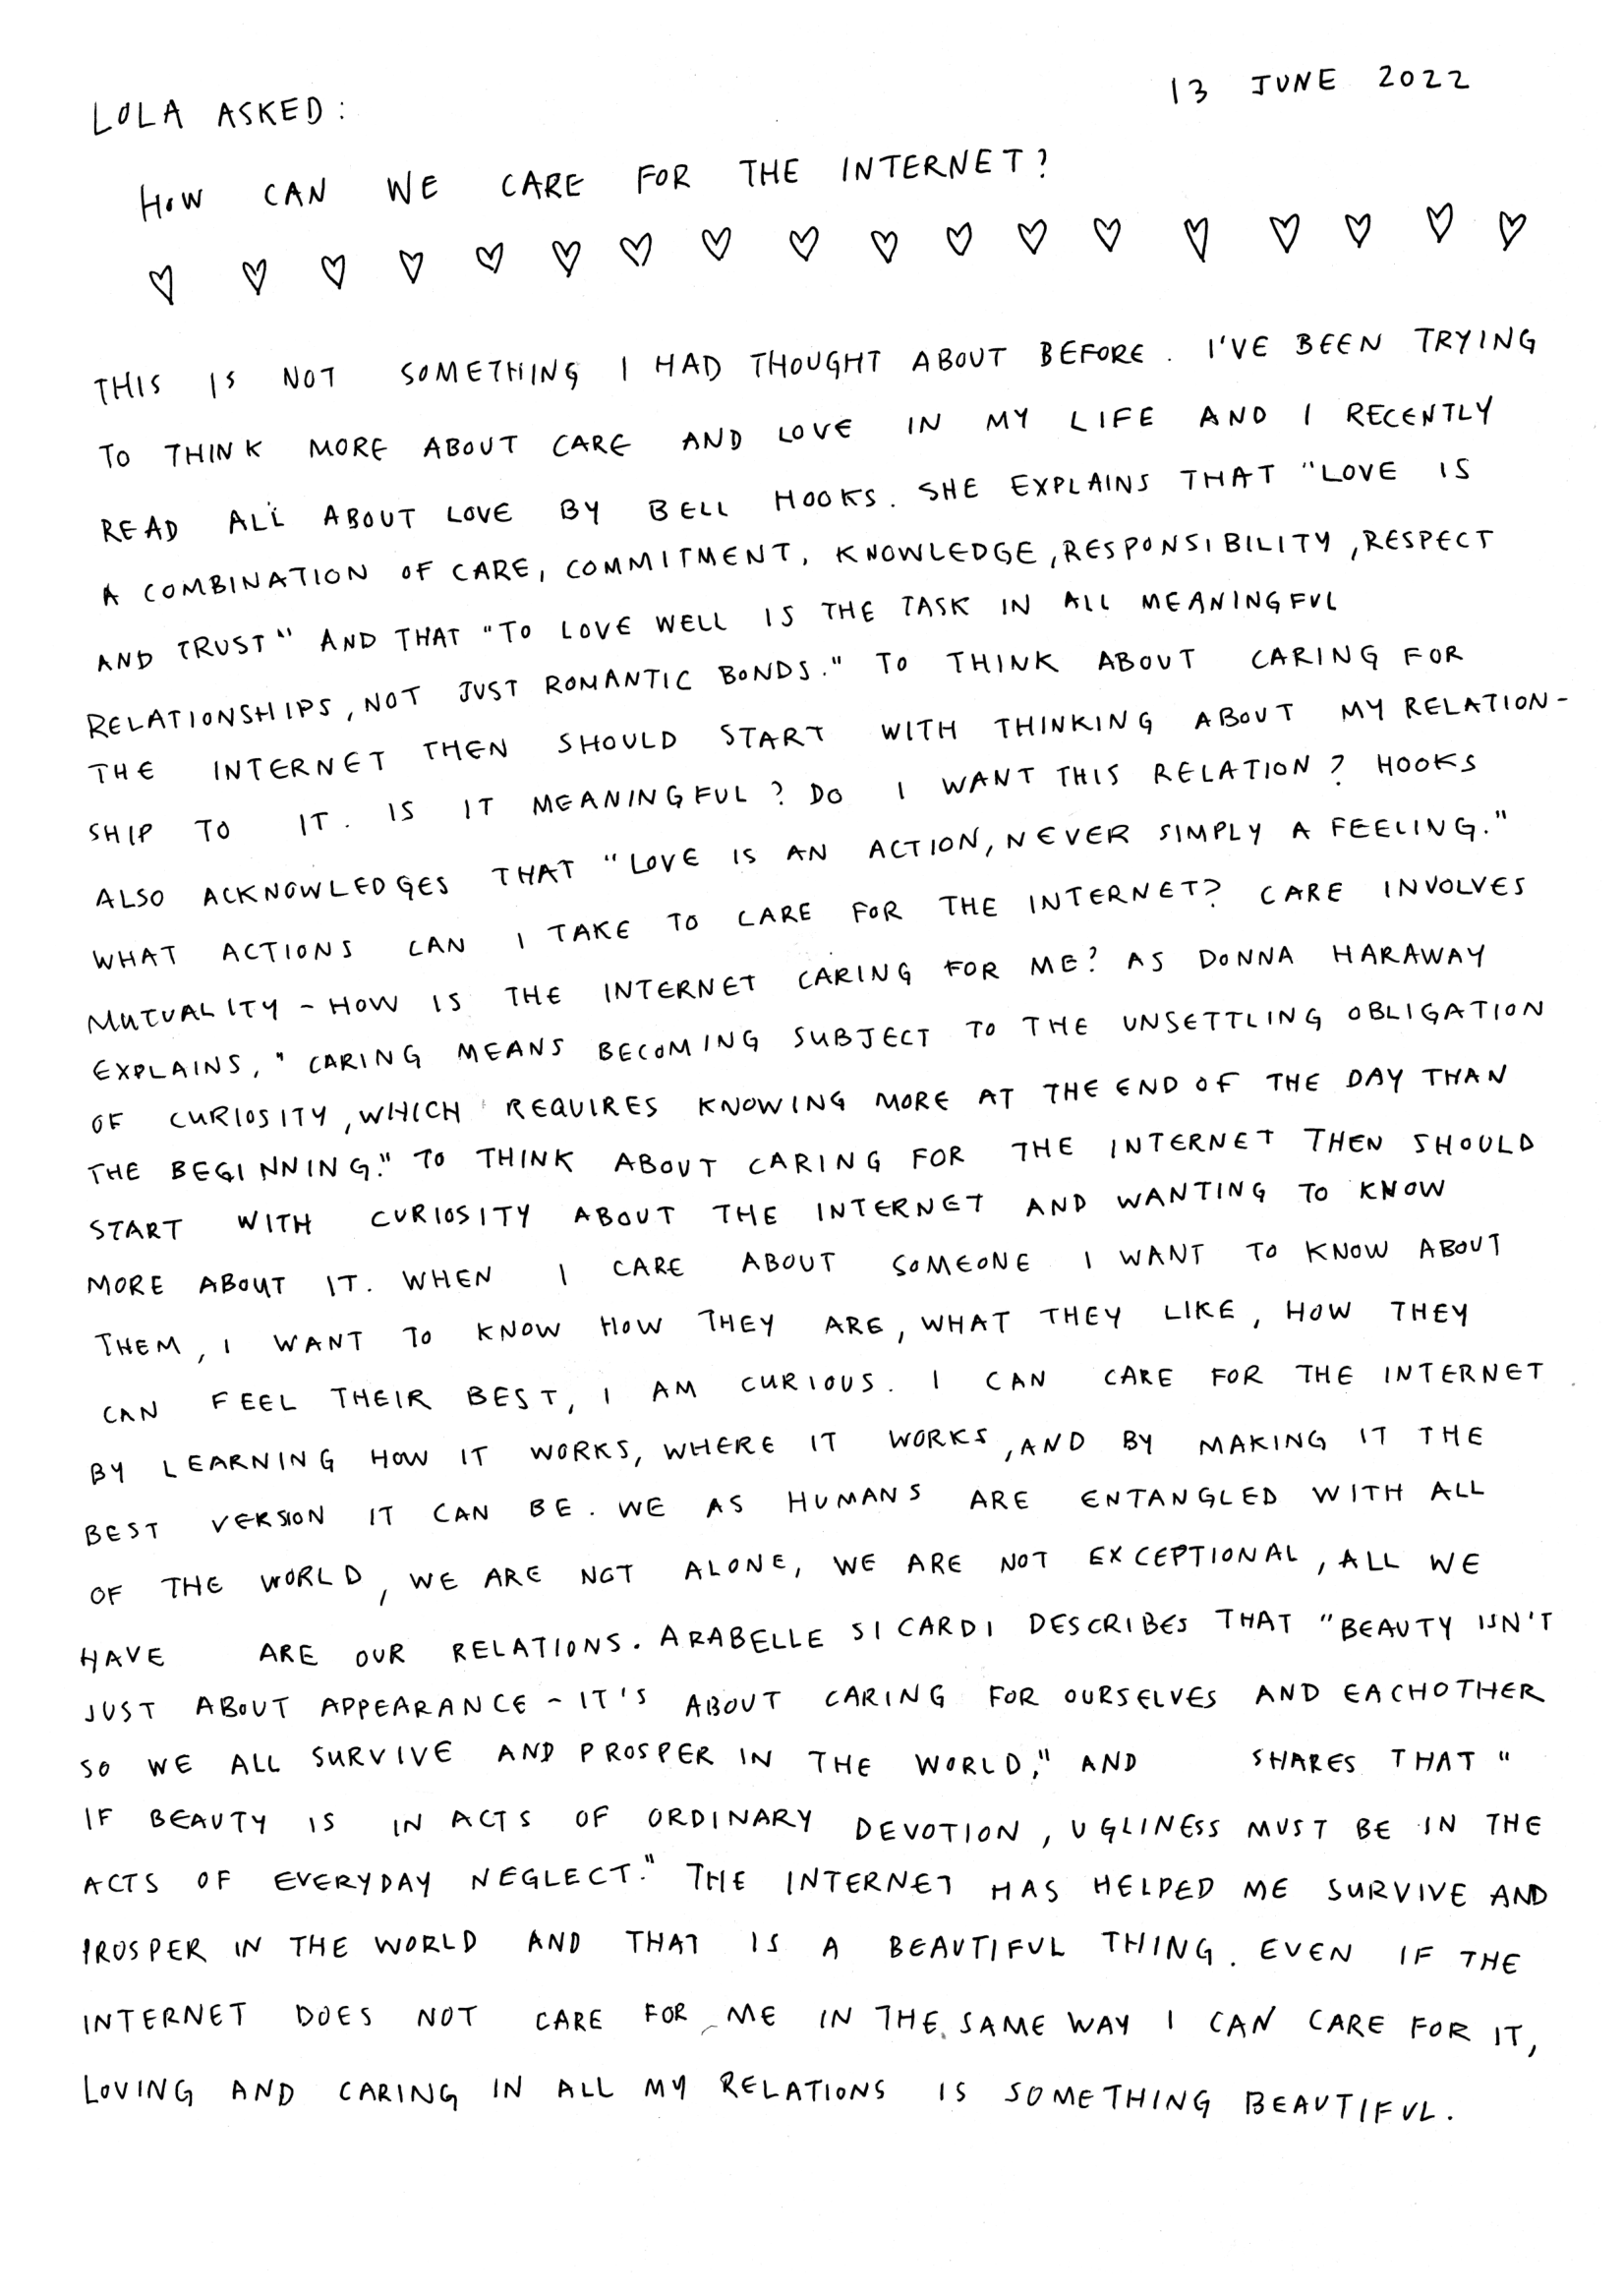 13 JUNE 2022
LOLA ASKED:
HOW CAN WE CARE FOR THE INTERNET?
THIS IS NOT SOMETHING I HAD THOUGHT ABOUT BEFORE. I'VE BEEN TRYING
TO THINK MORE ABOUT CARE AND LOVE IN MY LIFE AND I RECENTLY
READ ALL ABOUT LOVE BY BELL HOOKS. SHE EXPLAINS THAT "LOVE IS
A COMBINATION OF CARE, COMMITMENT, KNOWLEDGE, RESPONSIBILITY, RESPECT
AND TRUST" AND THAT "TO LOVE WELL IS THE TASK IN ALL MEANINGFUL
RELATIONSHIPS, NOT JUST ROMANTIC BONDS." TO THINK ABOUT CARING FOR
THE INTERNET THEN SHOULD START WITH THINKING ABOUT MY RELATION-
SHIP TO IT. IS IT MEANINGFUL? DO I WANT THIS RELATION? HOOKS
ALSO ACKNOWLEDGES THAT "LOVE IS AN ACTION, NEVER SIMPLY A FEELING."
WHAT ACTIONS CAN I TAKE TO CARE FOR THE INTERNET? CARE INVOLVES
MUTUALITY - HOW IS THE INTERNET CARING FOR ME? AS DONNA HARAWAY
EXPLAINS, "CARING MEANS BECOMING SUBJECT TO THE UNSETTLING OBLIGATION
OF CURIOSITY, WHICH REQUIRES KNOWING MORE AT THE END OF THE DAY THAN
THE BEGINNING." TO THINK ABOUT CARING FOR THE INTERNET THEN SHOULD
START WITH CURIOSITY ABOUT THE INTERNET AND WANTING TO KNOW
MORE ABOUT IT. WHEN I CARE ABOUT SOMEONE I WANT TO KNOW ABOUT
THEM, I WANT TO KNOW HOW THEY ARE, WHAT THEY LIKE, HOW THEY
CAN FEEL THEIR BEST, I AM CURIOUS. I CAN CARE FOR THE INTERNET
BY LEARNING HOW IT WORKS, WHERE IT WORKS, AND BY MAKING IT THE
BEST VERSION IT CAN BE. WE AS HUMANS ARE ENTANGLED WITH ALL
OF THE WORLD, WE ARE NOT ALONE, WE ARE NOT EXCEPTIONAL, ALL WE
HAVE ARE OUR RELATIONS. ARABELLE SICARDI DESCRIBES THAT "BEAUTY ISN'T
JUST ABOUT APPEARANCE - IT'S ABOUT CARING FOR OURSELVES AND EACHOTHER
SO WE ALL SURVIVE AND PROSPER IN THE WORLD," AND SHARES THAT "
IF BEAUTY IS IN ACTS OF ORDINARY DEVOTION, UGLINESS MUST BE IN THE
ACTS OF EVERYDAY NEGLECT." THE INTERNET HAS HELPED ME SURVIVE AND
PROSPER IN THE WORLD AND THAT IS A BEAUTIFUL THING. EVEN IF THE
INTERNET DOES NOT CARE FOR ME IN THE SAME WAY I CAN CARE FOR IT,
LOVING AND CARING IN ALL MY RELATIONS IS SOMETHING BEAUTIFUL.